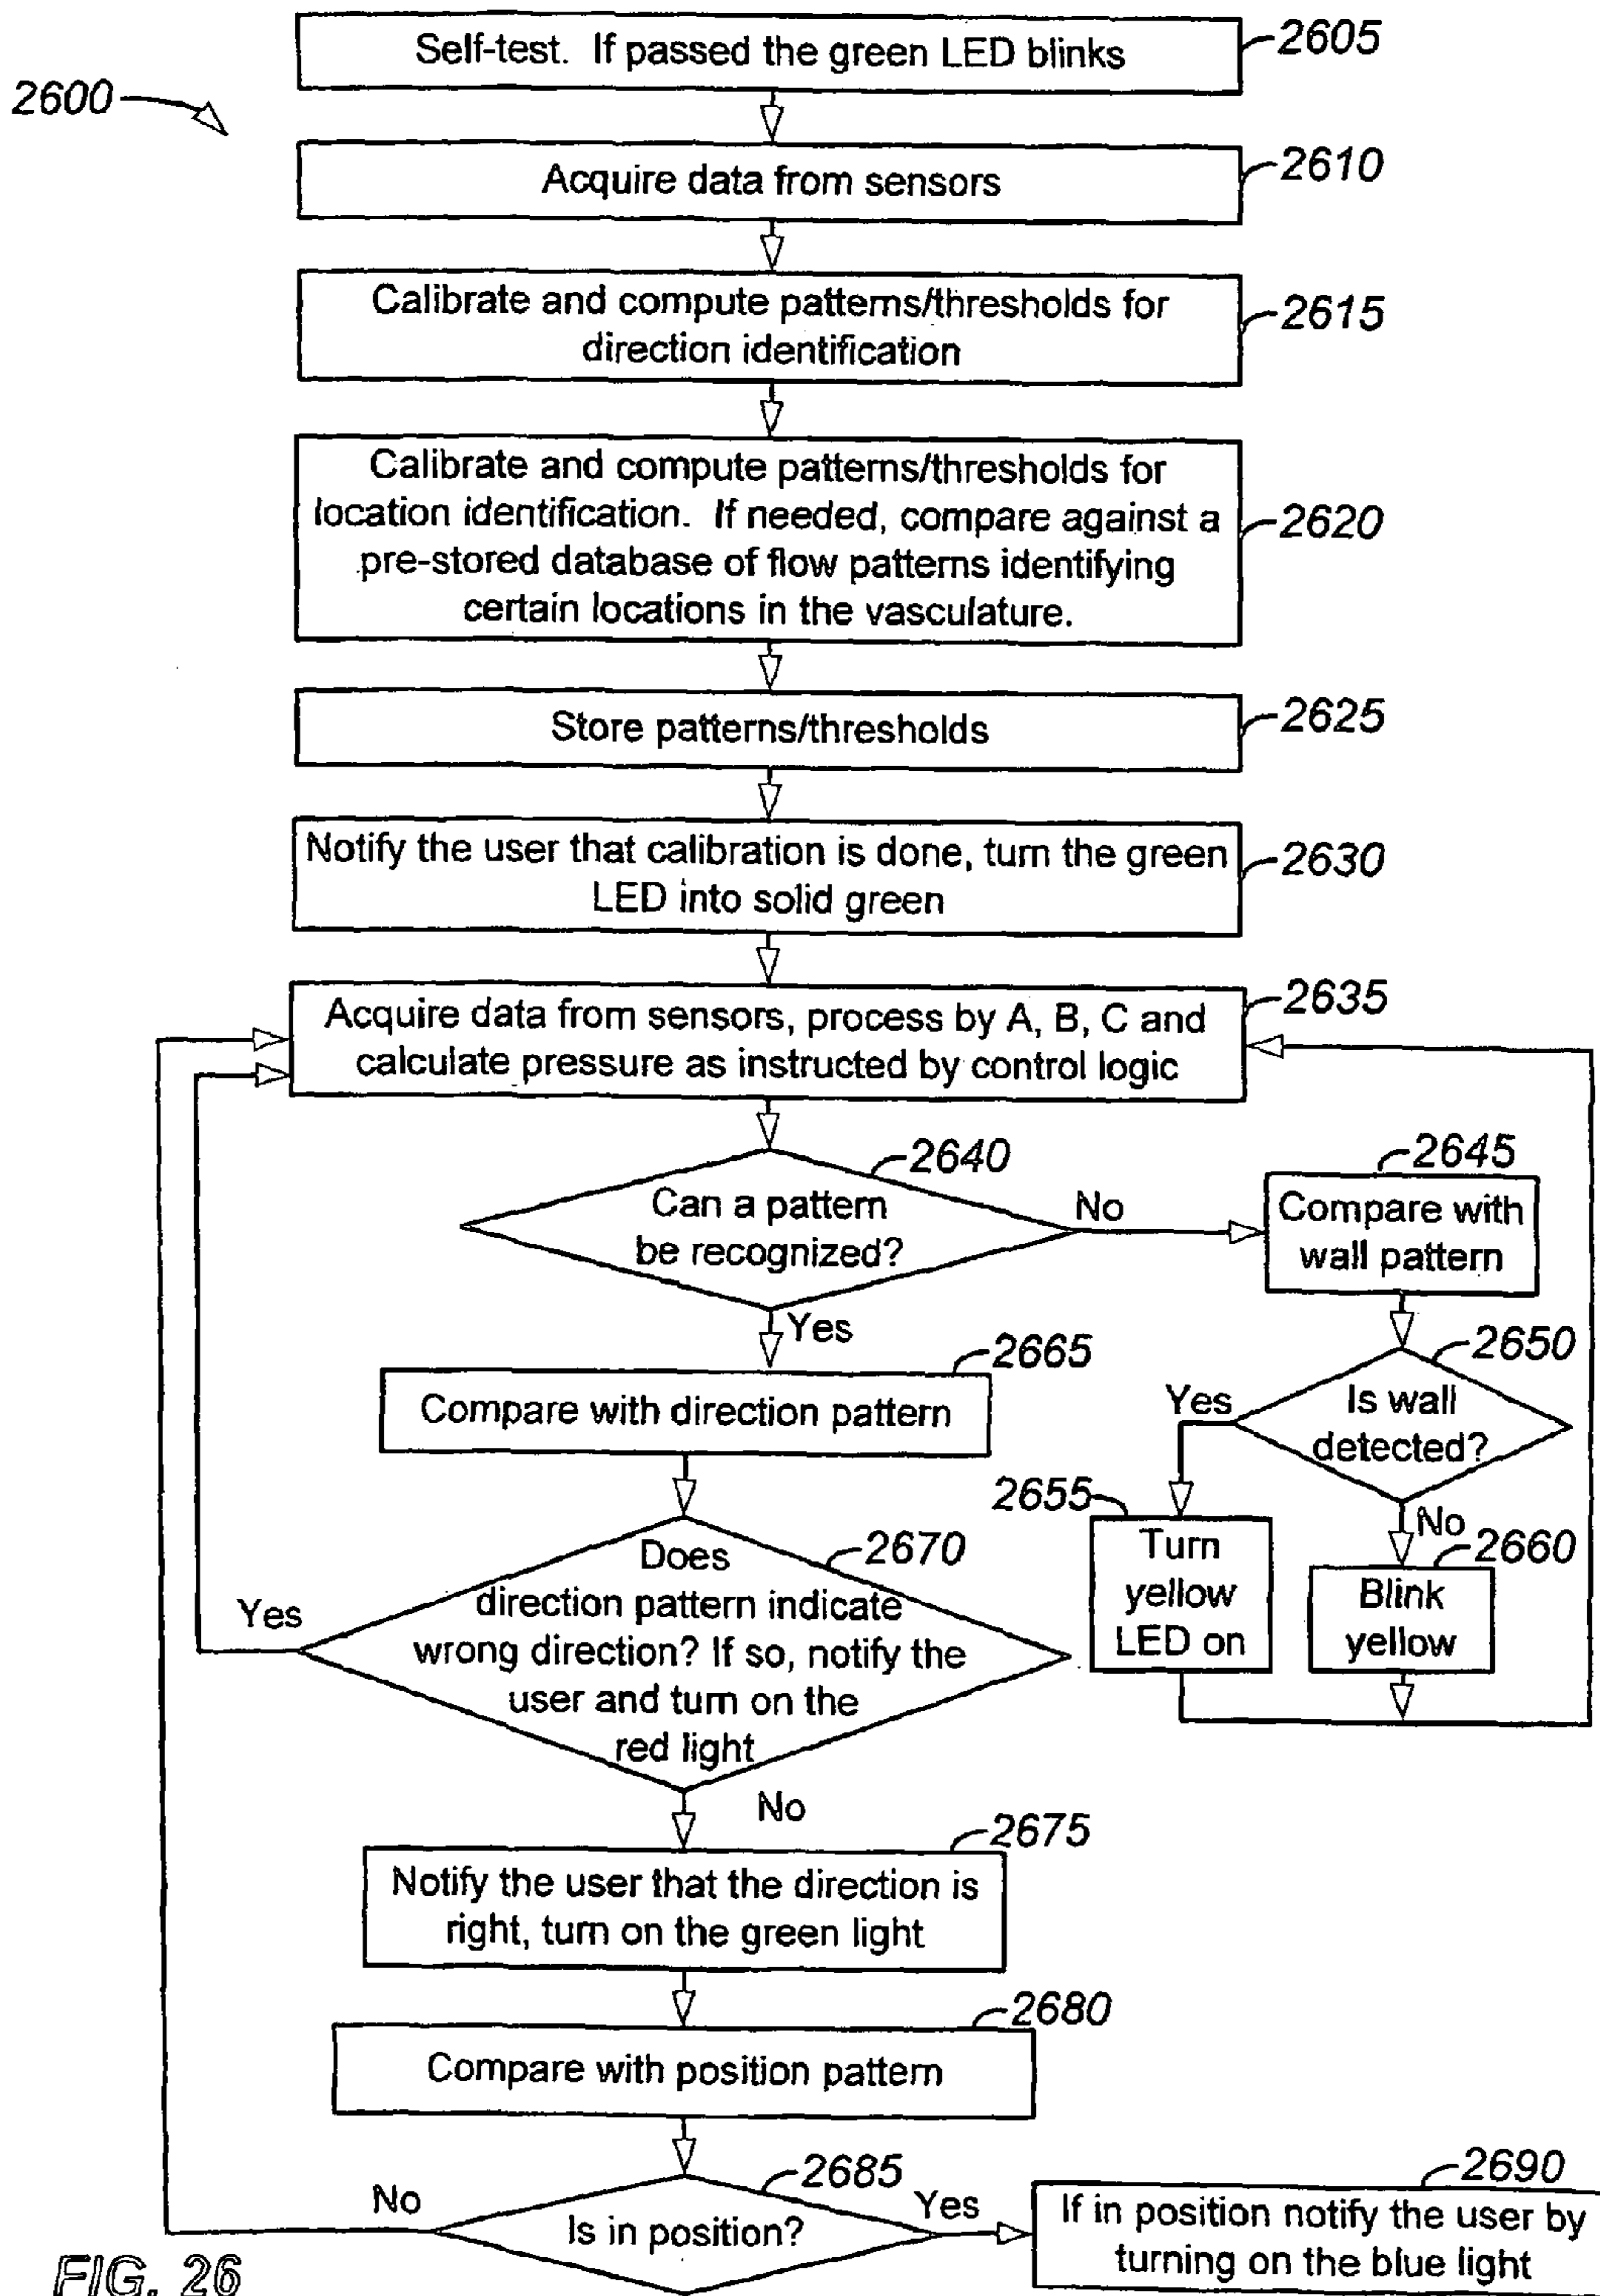 Self-test. If passed the green LED blinks
2605
2600
Acquire data from sensors
2610
Calibrate and compute patterns/thresholds for
direction identification
2615
Calibrate and compute patterns/thresholds for
location identification. If needed, compare against a
pre-stored database of flow patterns identifying
certain locations in the vasculature.
2620
Store patterns/thresholds
2625
Notify the user that calibration is done, turn the green
LED into solid green
2630
Acquire data from sensors, process by A, B, C and
calculate pressure as instructed by control logic
2635
Can a pattern
be recognized?
2640
No
Yes
2645
Compare with
wall pattern
2650
Is wall
detected?
Yes
No
2655
Turn
yellow
LED on
2660
Blink
yellow
2665
Compare with direction pattern
2670
Does
direction pattern indicate
wrong direction? If so, notify the
user and turn on the
red light
Yes
No
2675
Notify the user that the direction is
right, turn on the green light
2680
Compare with position pattern
2685
Is in position?
No
Yes
2690
If in position notify the user by
turning on the blue light
FIG. 26